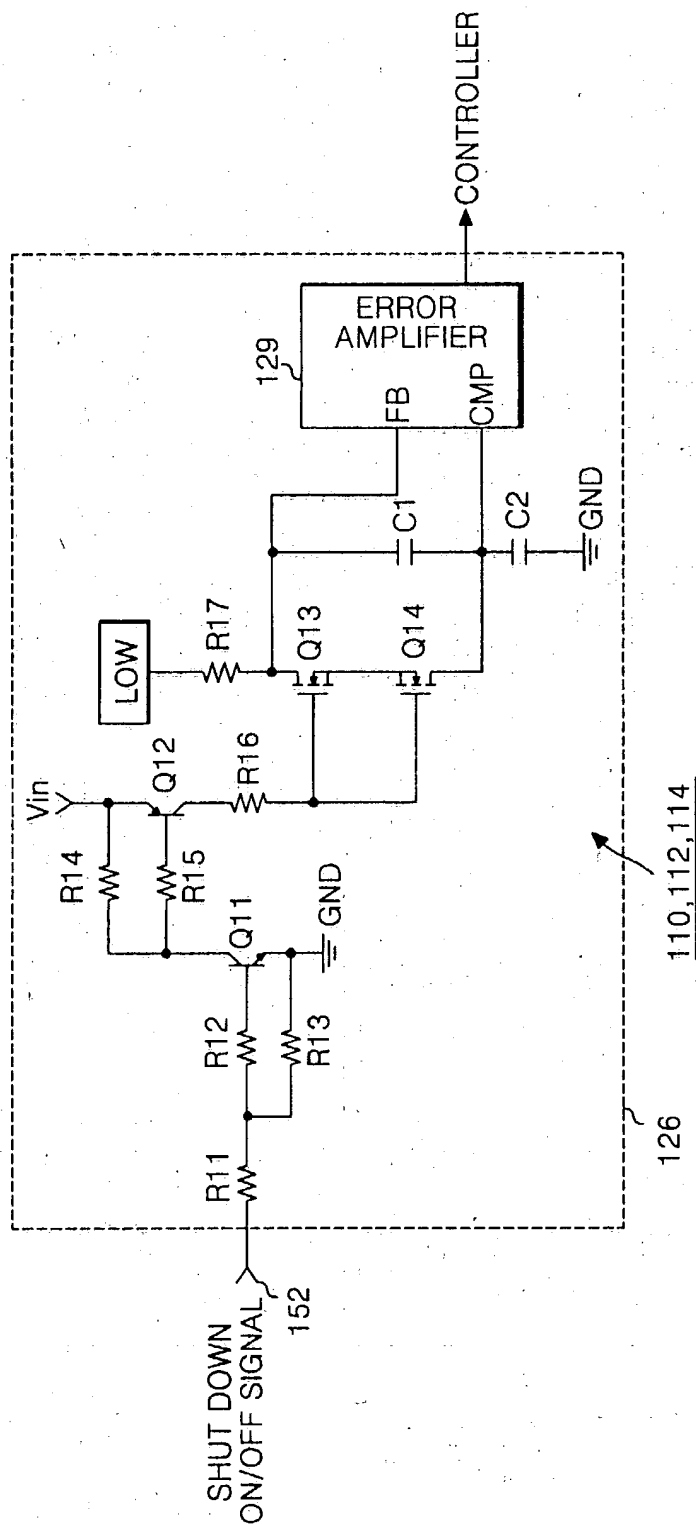 SHUT DOWN
ON/OFF SIGNAL
152
R11
R12
R13
Q11
GND
R14
R15
Vin
Q12
R16
LOW
R17
Q13
Q14
C1
C2
GND
129
ERROR
AMPLIFIER
FB
CMP
CONTROLLER
126
110,112,114